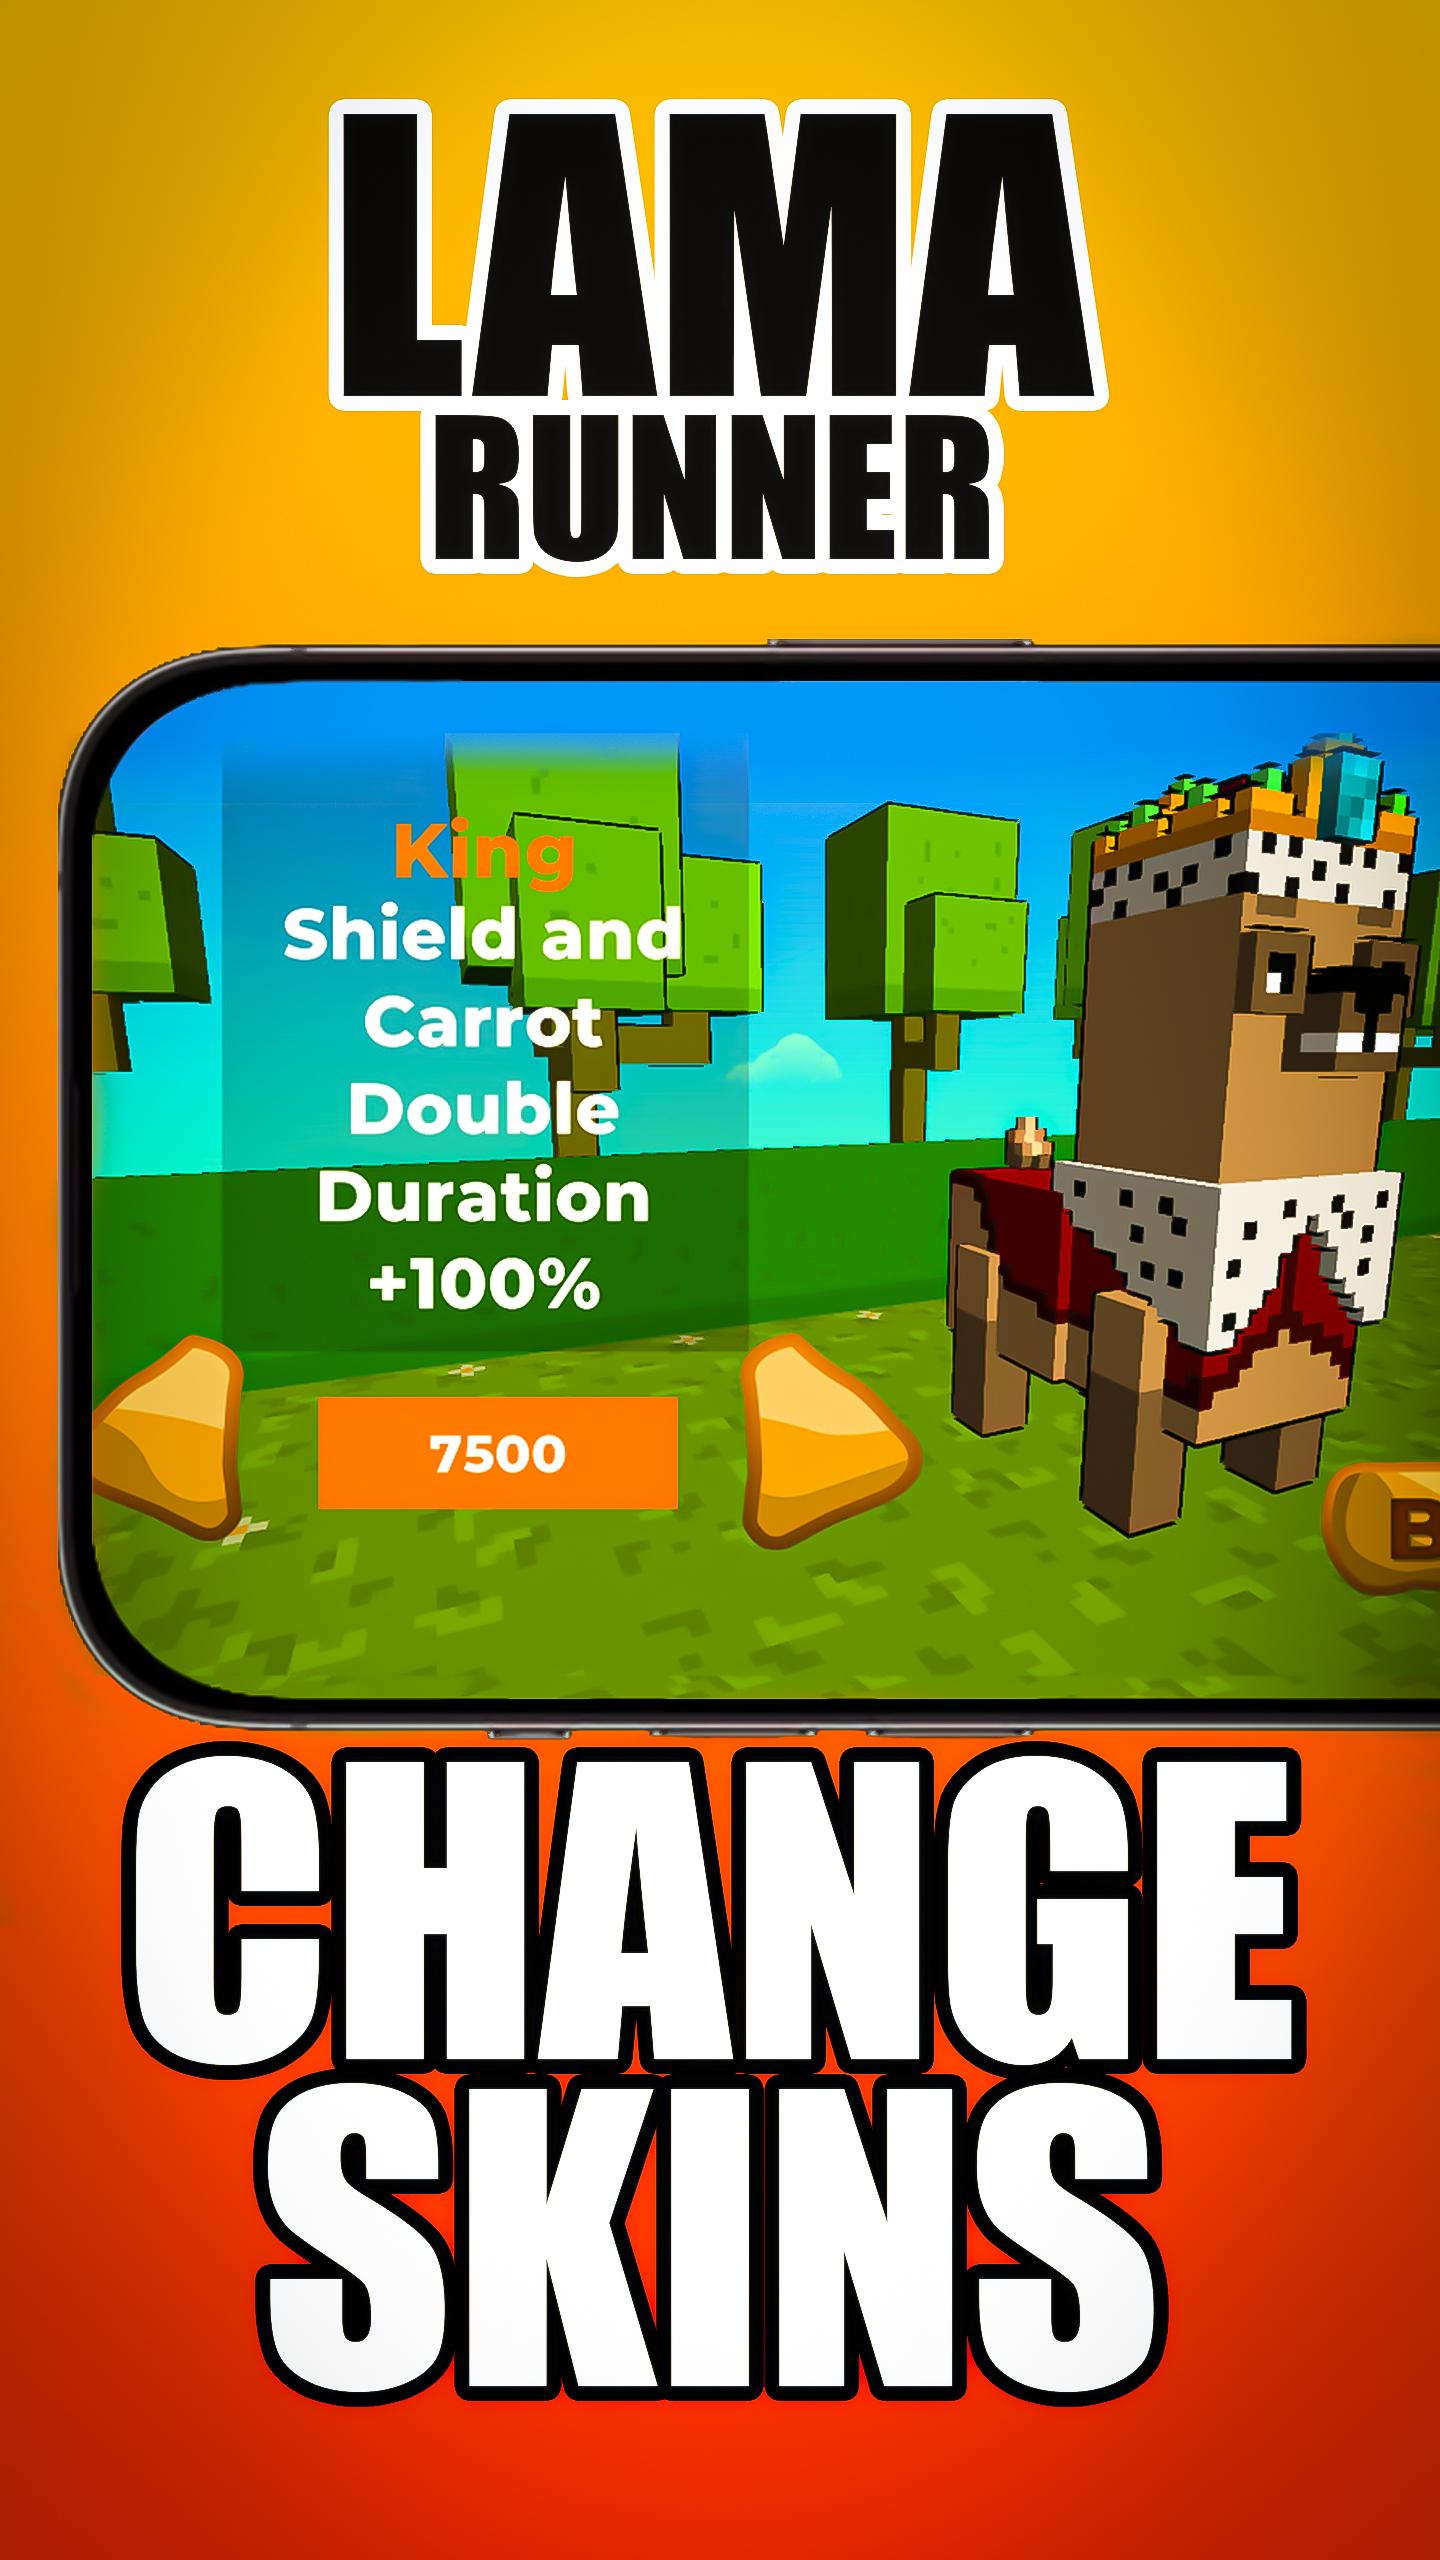 LAMA
RUNNER
King
Shield and
Carrot
Double
Duration
+100%
7500
B
CHANGE
SKINS